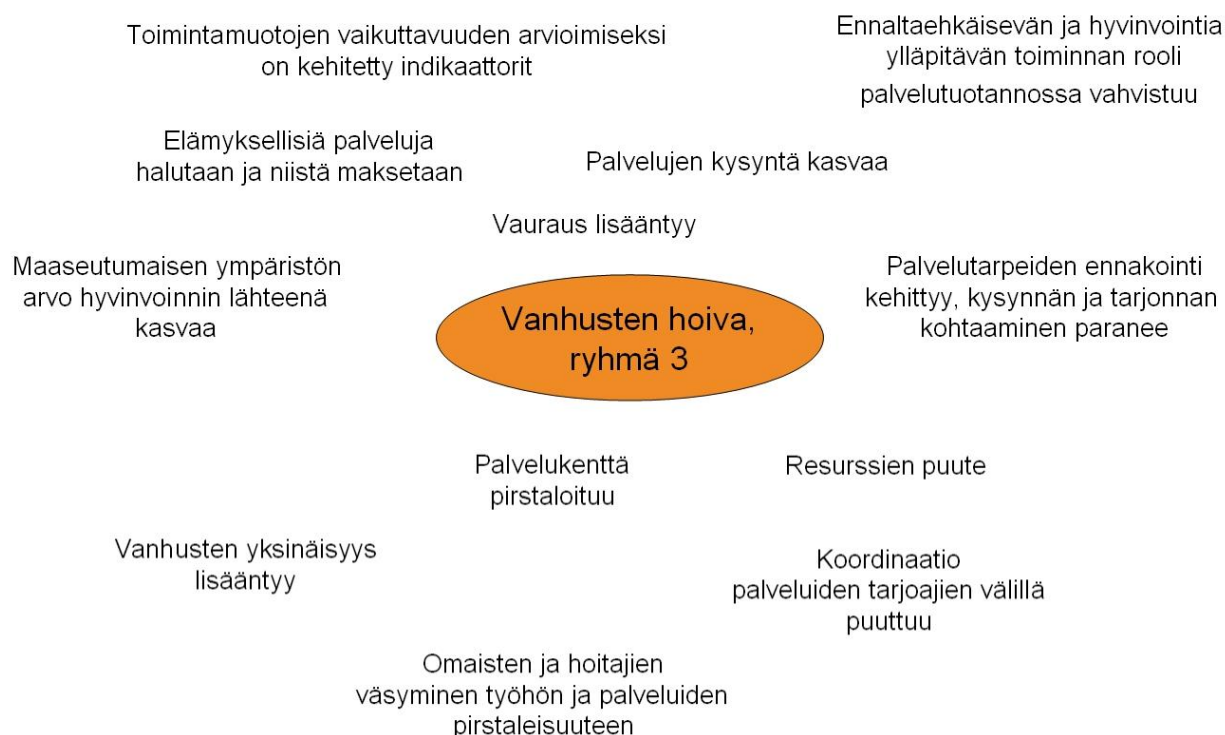 Toimintamuotojen vaikuttavuuden arvioimiseksi
on kehitetty indikaattorit
Ennaltaehkäisevän ja hyvinvointia
ylläpitävän toiminnan rooli
palvelutuotannossa vahvistuu
Elämyksellisiä palveluja
halutaan ja niistä maksetaan
Palvelujen kysyntä kasvaa
Vauraus lisääntyy
Maaseutumaisen ympäristön
arvo hyvinvoinnin lähteenä
kasvaa
Palvelutarpeiden ennakointi
kehittyy, kysynnän ja tarjonnan
kohtaaminen paranee
Vanhusten hoiva,
ryhmä 3
Palvelukenttä
pirstaloituu
Resurssien puute
Vanhusten yksinäisyys
lisääntyy
Koordinaatio
palveluiden tarjoajien välillä
puuttuu
Omaisten ja hoitajien
väsyminen työhön ja palveluiden
pirstaleisuuteen